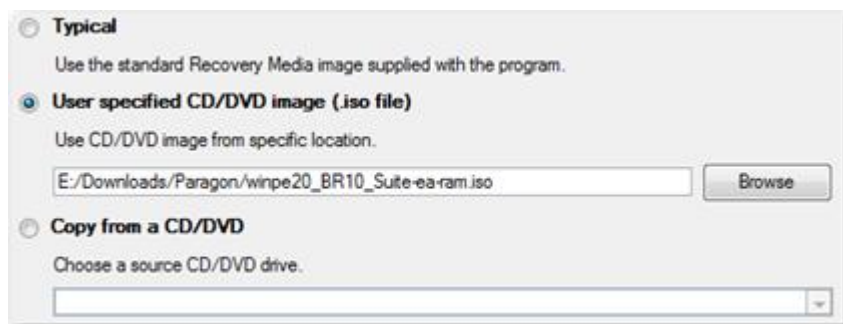 Typical
Use the standard Recovery Media image supplied with the program.
User specified CD/DVD image (.iso file)
Use CD/DVD image from specific location.
E:/Downloads/Paragon/winpe20_BR10_Suite-ea-ram.iso
Browse
Copy from a CD/DVD
Choose a source CD/DVD drive.